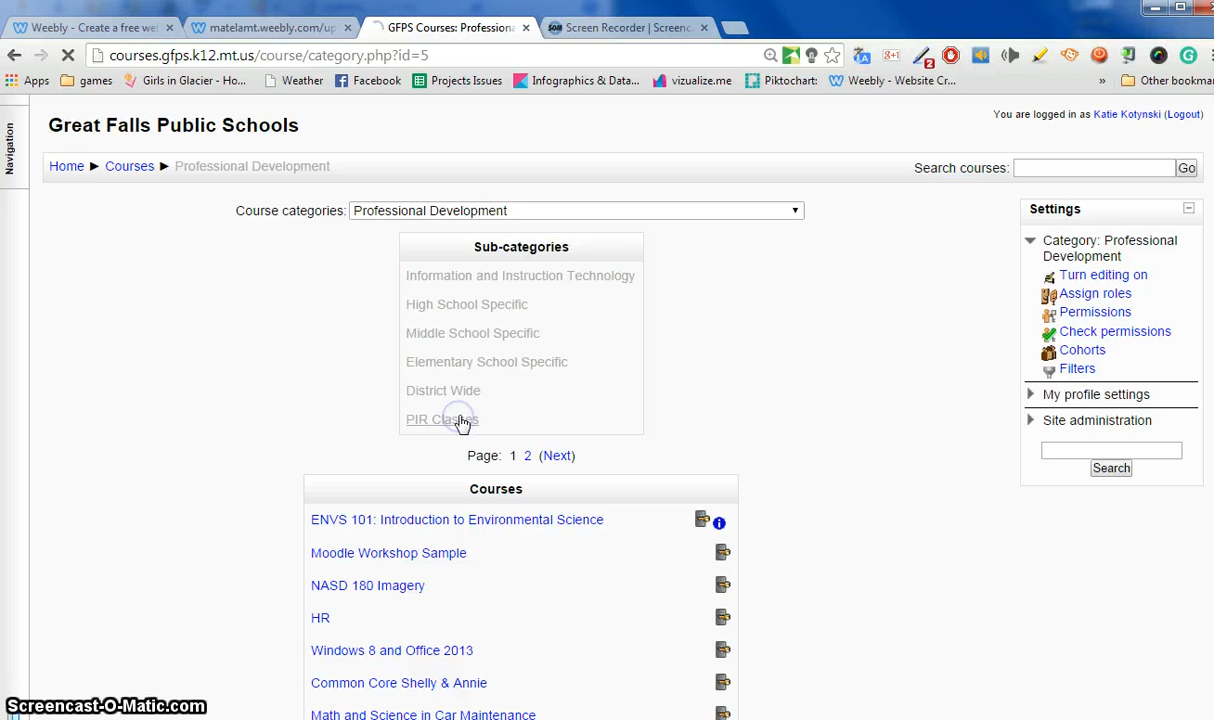 Weebly - Create a free we
matelamt.weebly.com/up
GFPS Courses: Professiona
Screen Recorder | Screenc
courses.gfps.k12.mt.us/course/category.php?id=5
Apps games Girls in Glacier - Ho... Weather Facebook Projects Issues Infographics & Data... vizualize.me Piktochart: Weebly - Website Cr... » Other bookmar
Navigation
Great Falls Public Schools
You are logged in as Katie Kotynski (Logout)
Home ► Courses ► Professional Development
Search courses: Go
Course categories: Professional Development
Sub-categories
Information and Instruction Technology
High School Specific
Middle School Specific
Elementary School Specific
District Wide
PIR Classes
Page: 1 2 (Next)
Courses
ENVS 101: Introduction to Environmental Science
Moodle Workshop Sample
NASD 180 Imagery
HR
Windows 8 and Office 2013
Common Core Shelly & Annie
Math and Science in Car Maintenance
Settings
Category: Professional
Development
Turn editing on
Assign roles
Permissions
Check permissions
Cohorts
Filters
My profile settings
Site administration
Search
Screencast-O-Matic.com